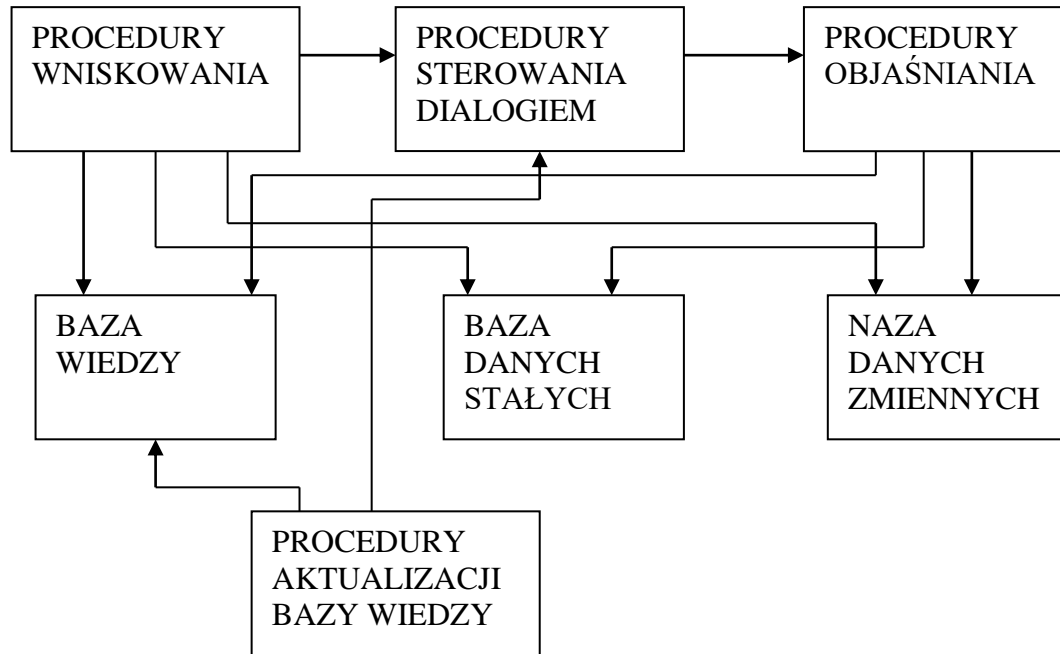 PROCEDURY
WNISKOWANIA
PROCEDURY
STEROWANIA
DIALOGIEM
PROCEDURY
OBJAŚNIANIA
BAZA
WIEDZY
BAZA
DANYCH
STAŁYCH
NAZA
DANYCH
ZMIENNYCH
PROCEDURY
AKTUALIZACJI
BAZY WIEDZY